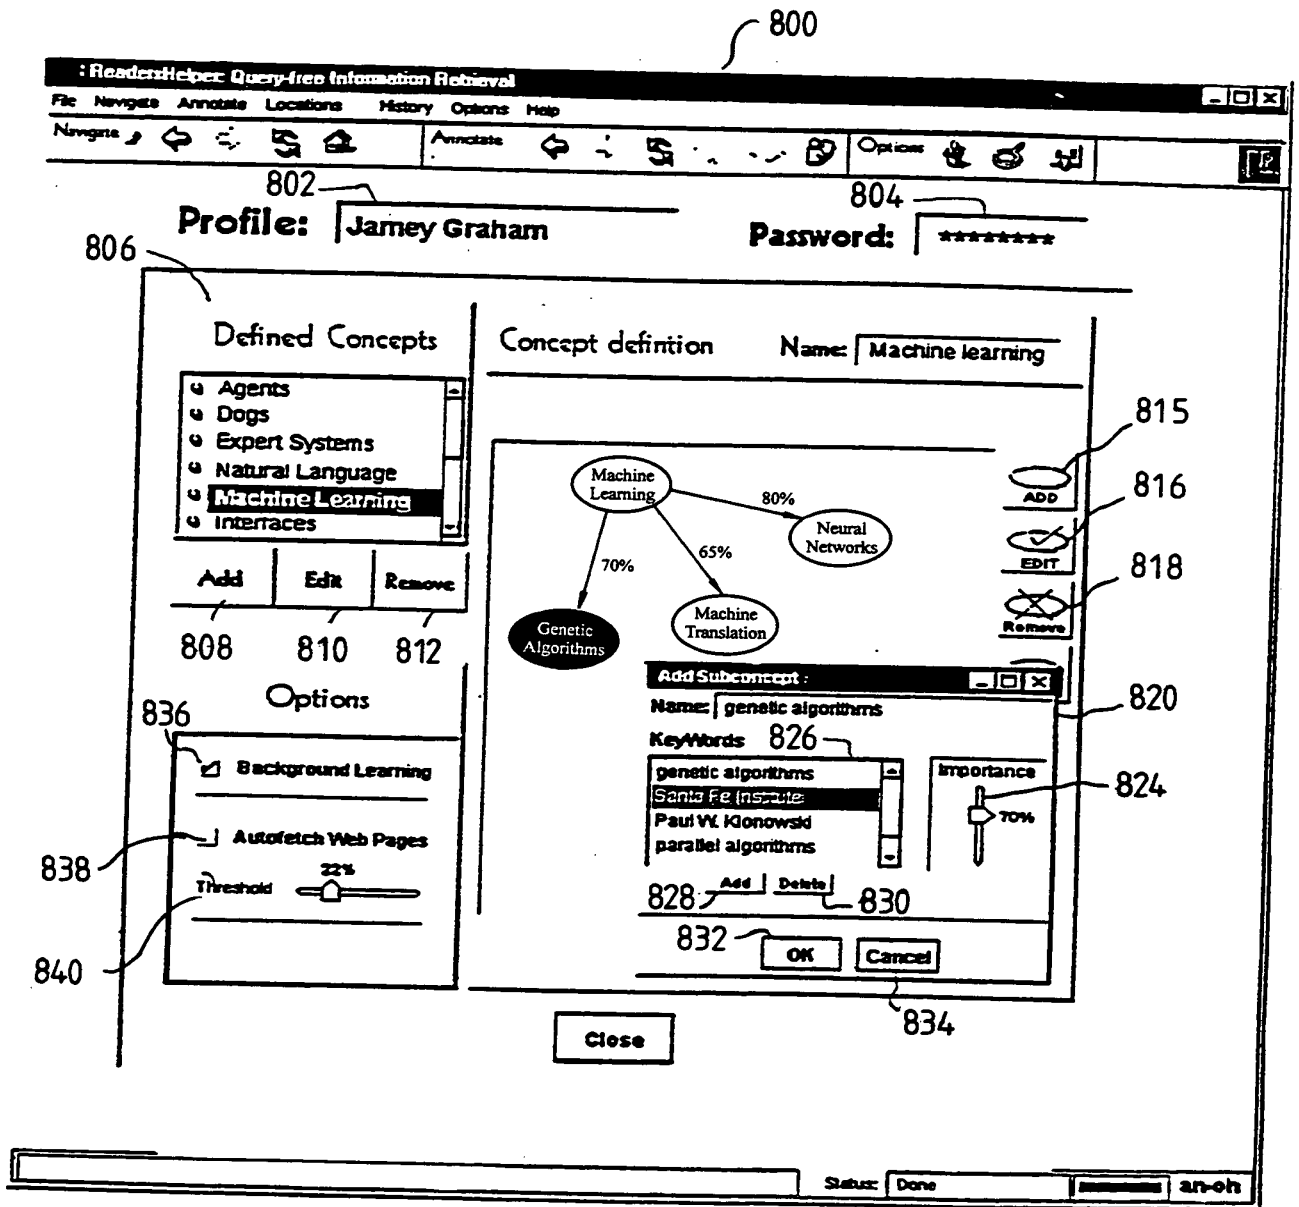 800
: ReadersHelper: Query-free Information Retrieval
File Navigate Annotate Locations History Options Help
Navigate Annotate Options
802 804
Profile: Jamey Graham Password: ********
806
Defined Concepts
Agents
Dogs
Expert Systems
Natural Language
Machine Learning
Interfaces
Add Edit Remove
808 810 812
Concept defintion Name: Machine learning
Machine
Learning
80%
Neural
Networks
70%
65%
Genetic
Algorithms
Machine
Translation
815
ADD
816
EDIT
818
Remove
Options
836
Background Learning
838
Autofetch Web Pages
22%
Threshold
840
Add Subconcept :
820
Name: genetic algorithms
KeyWords 826
genetic algorithms
Santa Fe Institute
Paul W. Klonowski
parallel algorithms
Importance
824
70%
Add Delete
828 830
832
OK Cancel
834
Close
Status: Done